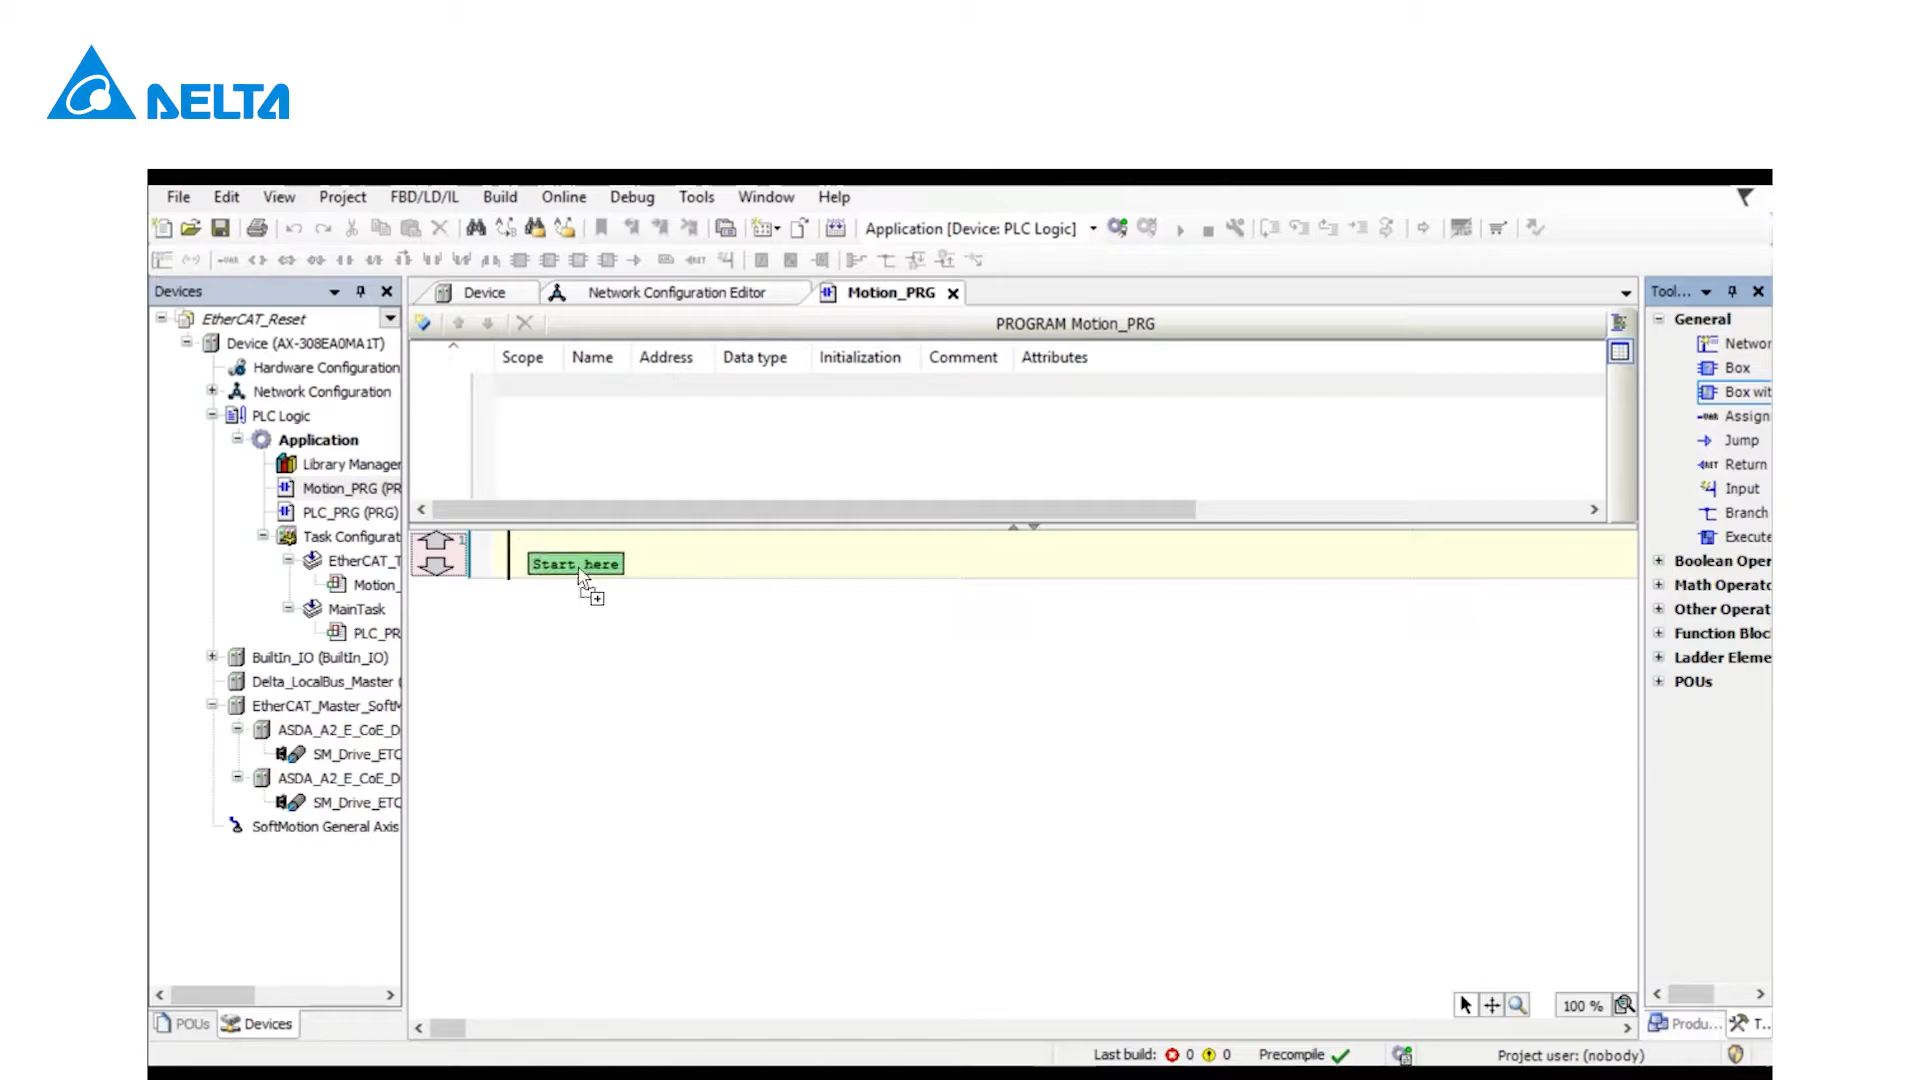 DELTA
File Edit View Project FBD/LD/IL Build Online Debug Tools Window Help
Application [Device: PLC Logic]
Devices
Device Network Configuration Editor Motion_PRG
Tool...
EtherCAT_Reset
Device (AX-308EA0MA1T)
Hardware Configuration
Network Configuration
PLC Logic
Application
Library Manager
Motion_PRG (PR
PLC_PRG (PRG)
Task Configurat
EtherCAT_T
Motion_
MainTask
PLC_PR
BuiltIn_IO (BuiltIn_IO)
Delta_LocalBus_Master (
EtherCAT_Master_SoftM
ASDA_A2_E_CoE_D
SM_Drive_ETC
ASDA_A2_E_CoE_D
SM_Drive_ETC
SoftMotion General Axis
POUs Devices
PROGRAM Motion_PRG
Scope Name Address Data type Initialization Comment Attributes
1
Start here
100 %
General
Networ
Box
Box wit
Assign
Jump
Return
Input
Branch
Execute
Boolean Oper
Math Operato
Other Operat
Function Bloc
Ladder Eleme
POUs
Produ... T...
Last build: 0 0 Precompile Project user: (nobody)